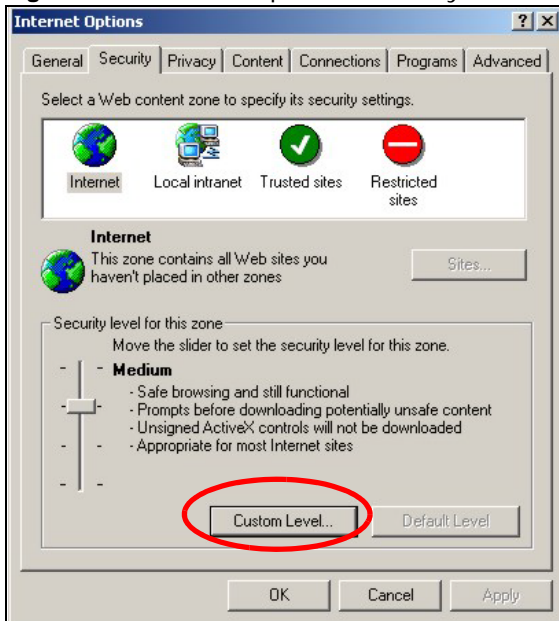 Internet Options
General Security Privacy Content Connections Programs Advanced
Select a Web content zone to specify its security settings.
Internet Local intranet Trusted sites Restricted sites
Internet
This zone contains all Web sites you
haven't placed in other zones
Sites...
Security level for this zone
Move the slider to set the security level for this zone.
Medium
- Safe browsing and still functional
- Prompts before downloading potentially unsafe content
- Unsigned ActiveX controls will not be downloaded
- Appropriate for most Internet sites
Custom Level... Default Level
OK Cancel Apply